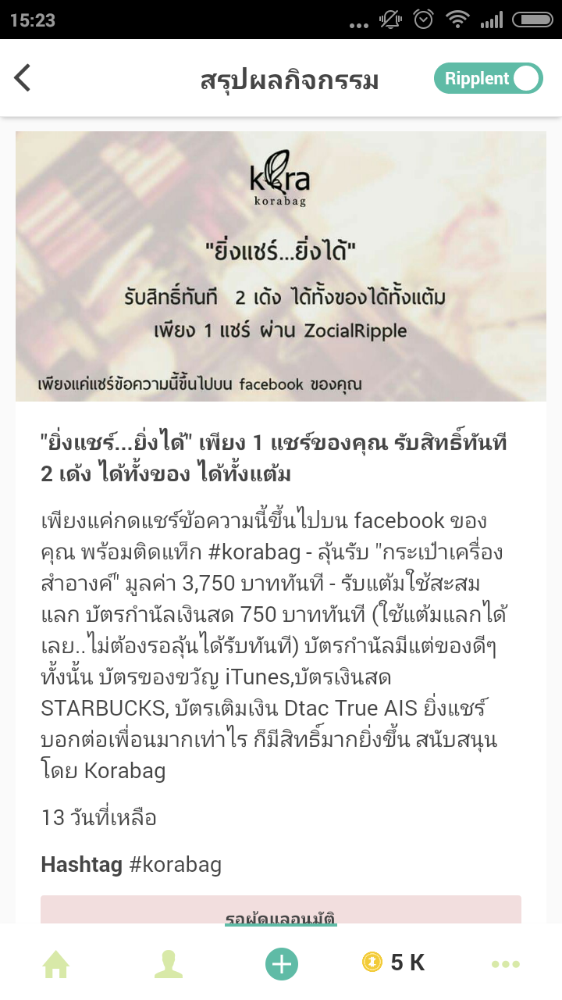 15:23
สรุปผลกิจกรรม
Ripplent
kora
korabag
"ยิ่งแชร์...ยิ่งได้"
รับสิทธิ์ทันที 2 เด้ง ได้ทั้งของได้ทั้งแต้ม
เพียง 1 แชร์ ผ่าน ZocialRipple
เพียงแค่แชร์ข้อความนี้ขึ้นไปบน facebook ของคุณ
"ยิ่งแชร์...ยิ่งได้" เพียง 1 แชร์ของคุณ รับสิทธิ์ทันที
2 เด้ง ได้ทั้งของ ได้ทั้งแต้ม
เพียงแค่กดแชร์ข้อความนี้ขึ้นไปบน facebook ของ
คุณ พร้อมติดแท็ก #korabag - ลุ้นรับ "กระเป๋าเครื่อง
สำอางค์" มูลค่า 3,750 บาททันที - รับแต้มใช้สะสม
แลก บัตรกำนัลเงินสด 750 บาททันที (ใช้แต้มแลกได้
เลย..ไม่ต้องรอลุ้นได้รับทันที) บัตรกำนัลมีแต่ของดีๆ
ทั้งนั้น บัตรของขวัญ iTunes,บัตรเงินสด
STARBUCKS, บัตรเติมเงิน Dtac True AIS ยิ่งแชร์
บอกต่อเพื่อนมากเท่าไร ก็มีสิทธิ์มากยิ่งขึ้น สนับสนุน
โดย Korabag
13 วันที่เหลือ
Hashtag #korabag
รอผู้ดูแลอนุมัติ
5 K